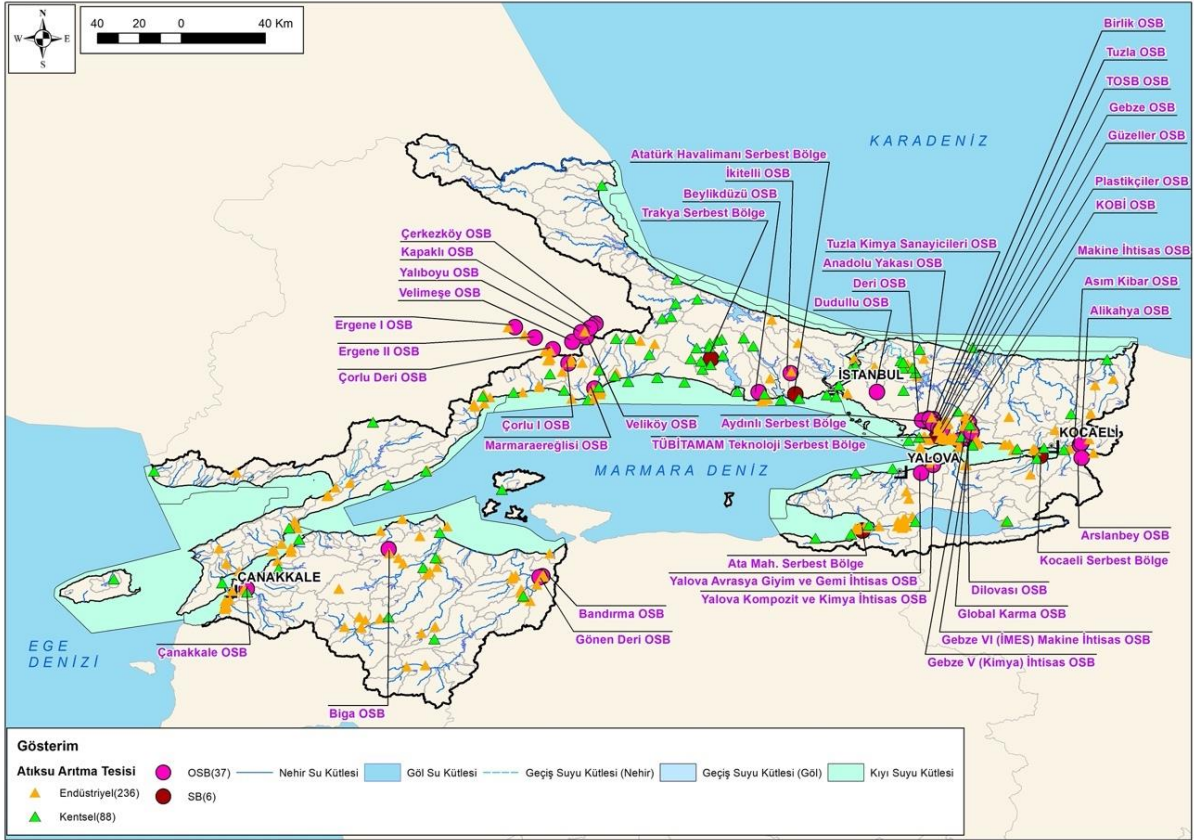 N
W E
S
40 20 0 40 Km
KARADENİZ
Birlik OSB
Tuzla OSB
TOSB OSB
Gebze OSB
Güzeller OSB
Plastikçiler OSB
KOBİ OSB
Makine İhtisas OSB
Asım Kibar OSB
Alikahya OSB
Atatürk Havalimanı Serbest Bölge
İkitelli OSB
Beylikdüzü OSB
Trakya Serbest Bölge
Tuzla Kimya Sanayicileri OSB
Anadolu Yakası OSB
Deri OSB
Dudullu OSB
Çerkezköy OSB
Kapaklı OSB
Yalıboyu OSB
Velimeşe OSB
Ergene I OSB
Ergene II OSB
Çorlu Deri OSB
İSTANBUL
Çorlu I OSB
Veliköy OSB
Marmaraereğlisi OSB
Aydınlı Serbest Bölge
TÜBİTAMAM Teknoloji Serbest Bölge
KOCAELİ
YALOVA
MARMARA DENİZ
Arslanbey OSB
Kocaeli Serbest Bölge
Ata Mah. Serbest Bölge
Yalova Avrasya Giyim ve Gemi İhtisas OSB
Yalova Kompozit ve Kimya İhtisas OSB
Dilovası OSB
Global Karma OSB
Gebze VI (İMES) Makine İhtisas OSB
Gebze V (Kimya) İhtisas OSB
ÇANAKKALE
Bandırma OSB
Gönen Deri OSB
EGE
DENİZİ
Çanakkale OSB
Biga OSB
Gösterim
Atıksu Arıtma Tesisi
Endüstriyel(236)
Kentsel(88)
OSB(37)
SB(6)
Nehir Su Kütlesi
Göl Su Kütlesi
Geçiş Suyu Kütlesi (Nehir)
Geçiş Suyu Kütlesi (Göl)
Kıyı Suyu Kütlesi